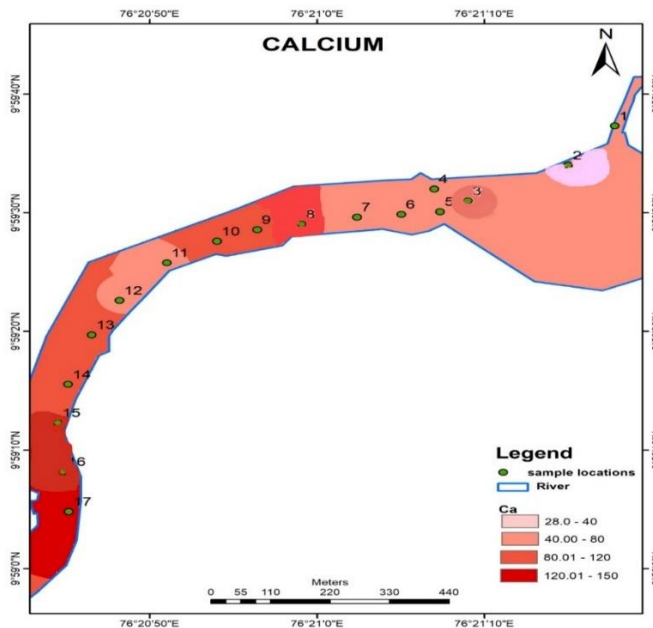 76°20'50"E 76°21'0"E 76°21'10"E
CALCIUM
N
1
2
3
4
5
6
7
8
9
10
11
12
13
14
15
16
17
9°59'40"N
9°59'30"N
9°59'20"N
9°59'10"N
9°59'0"N
Legend
sample locations
River
Ca
28.0 - 40
40.00 - 80
80.01 - 120
120.01 - 150
Meters
0 55 110 220 330 440
76°20'50"E 76°21'0"E 76°21'10"E